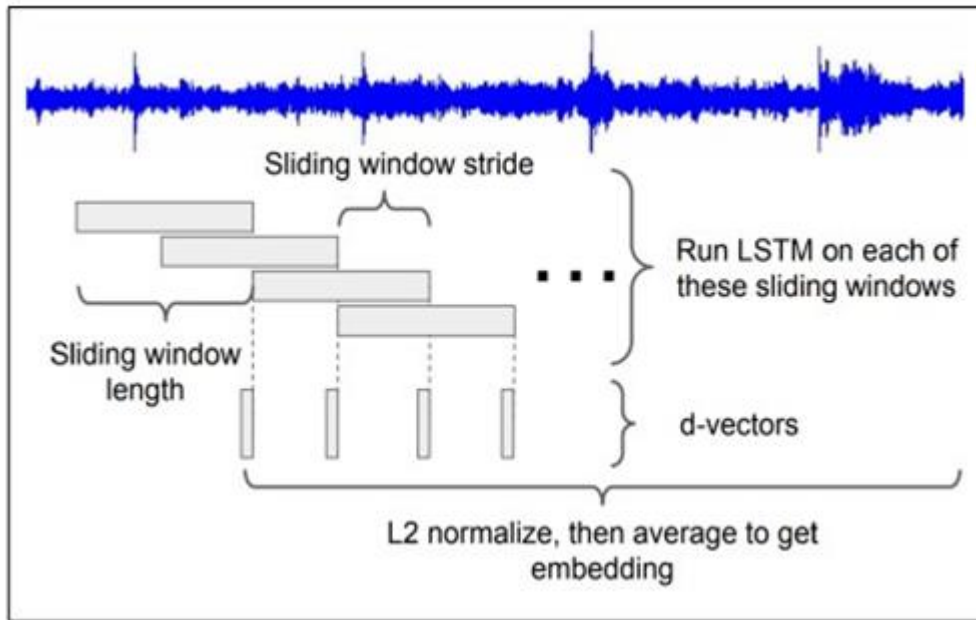 Sliding window stride
Run LSTM on each of
these sliding windows
Sliding window
length
d-vectors
L2 normalize, then average to get
embedding